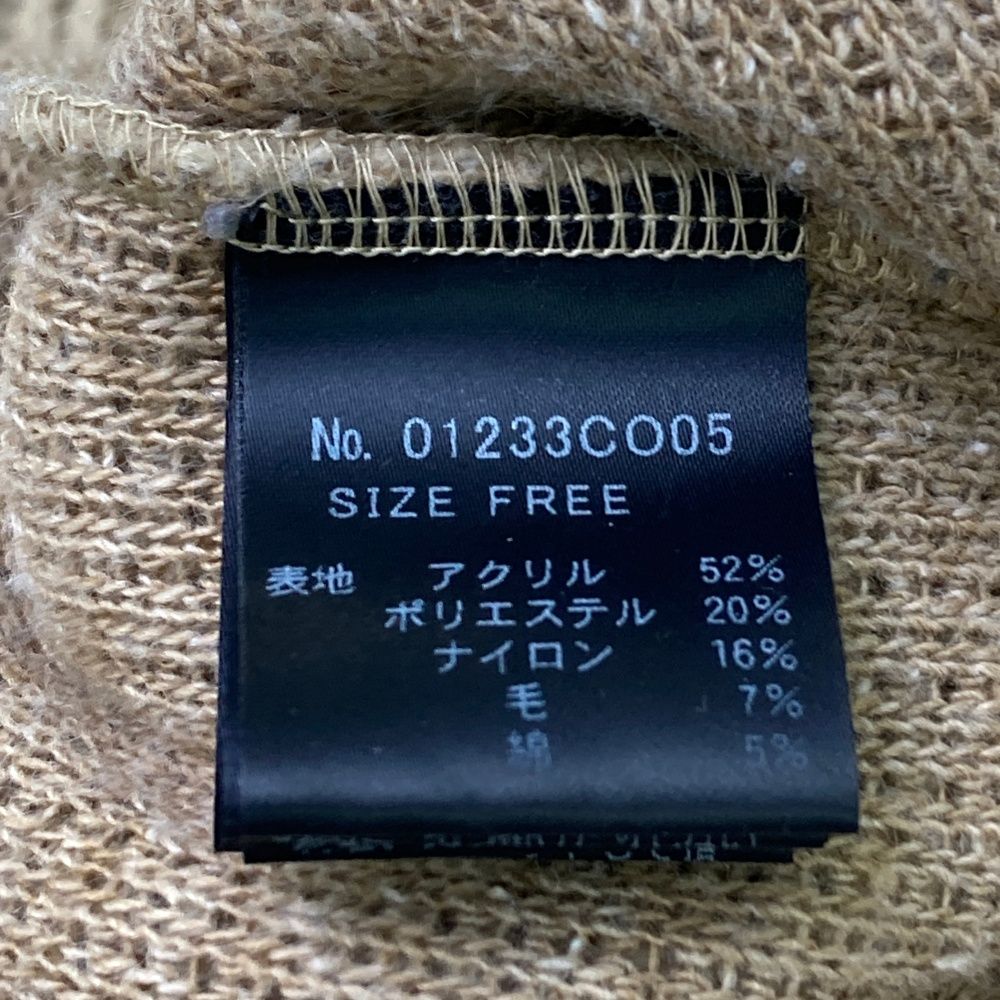 No. 01233CO05
SIZE FREE
表地 アクリル 52%
ポリエステル 20%
ナイロン 16%
毛 7%
綿 5%